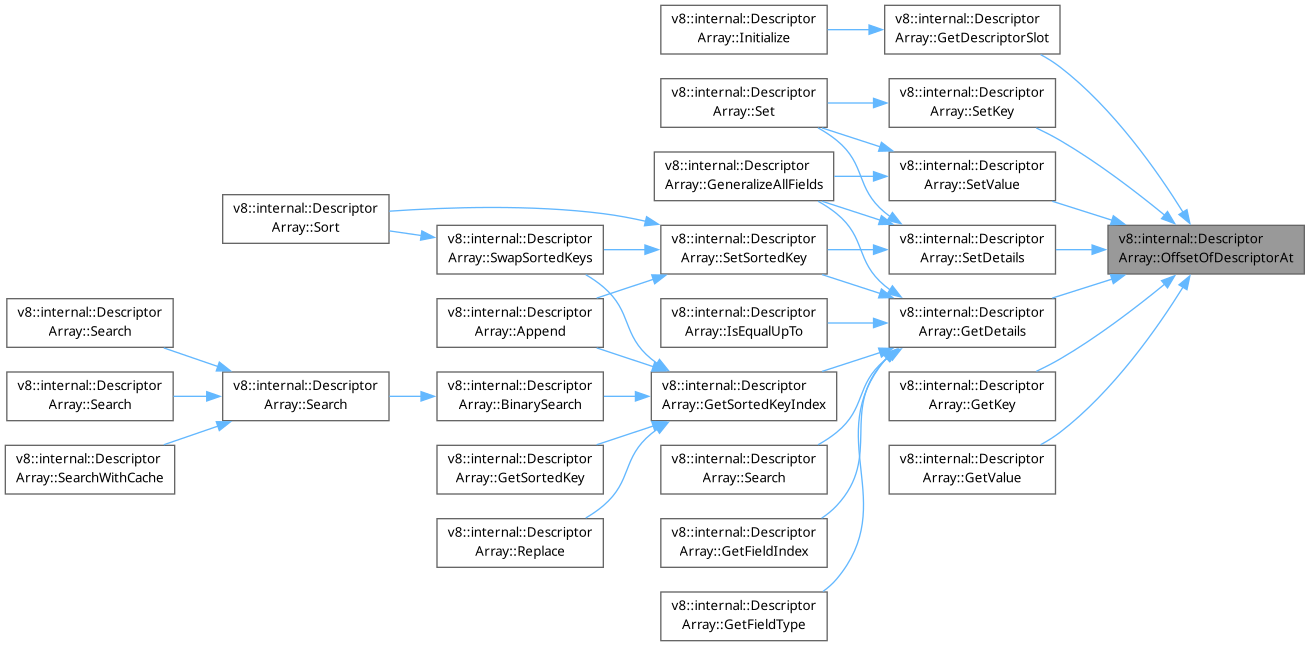 v8::internal::Descriptor
Array::Initialize
v8::internal::Descriptor
Array::GetDescriptorSlot
v8::internal::Descriptor
Array::Set
v8::internal::Descriptor
Array::SetKey
v8::internal::Descriptor
Array::GeneralizeAllFields
v8::internal::Descriptor
Array::SetValue
v8::internal::Descriptor
Array::Sort
v8::internal::Descriptor
Array::SwapSortedKeys
v8::internal::Descriptor
Array::SetSortedKey
v8::internal::Descriptor
Array::SetDetails
v8::internal::Descriptor
Array::OffsetOfDescriptorAt
v8::internal::Descriptor
Array::Search
v8::internal::Descriptor
Array::Append
v8::internal::Descriptor
Array::IsEqualUpTo
v8::internal::Descriptor
Array::GetDetails
v8::internal::Descriptor
Array::Search
v8::internal::Descriptor
Array::Search
v8::internal::Descriptor
Array::BinarySearch
v8::internal::Descriptor
Array::GetSortedKeyIndex
v8::internal::Descriptor
Array::GetKey
v8::internal::Descriptor
Array::SearchWithCache
v8::internal::Descriptor
Array::GetSortedKey
v8::internal::Descriptor
Array::Search
v8::internal::Descriptor
Array::GetValue
v8::internal::Descriptor
Array::Replace
v8::internal::Descriptor
Array::GetFieldIndex
v8::internal::Descriptor
Array::GetFieldType